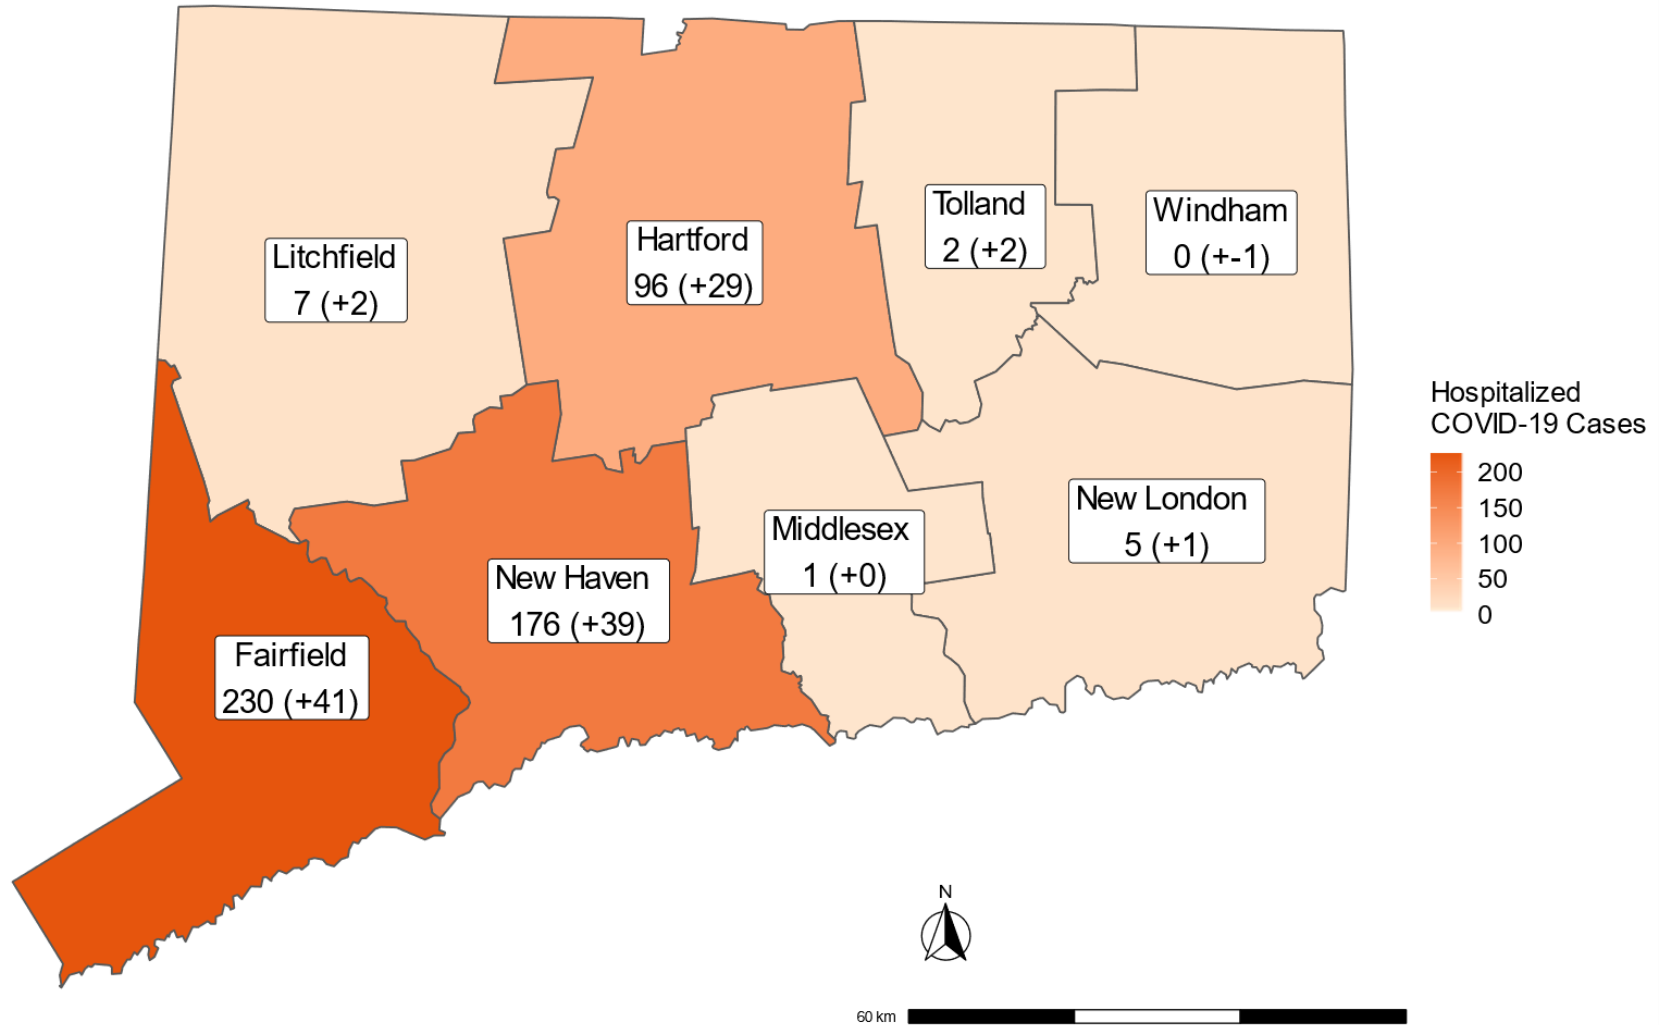 Litchfield
7 (+2)
Hartford
96 (+29)
Tolland
2 (+2)
Windham
0 (+-1)
Fairfield
230 (+41)
New Haven
176 (+39)
Middlesex
1 (+0)
New London
5 (+1)
Hospitalized
COVID-19 Cases
200
150
100
50
0
N
60 km